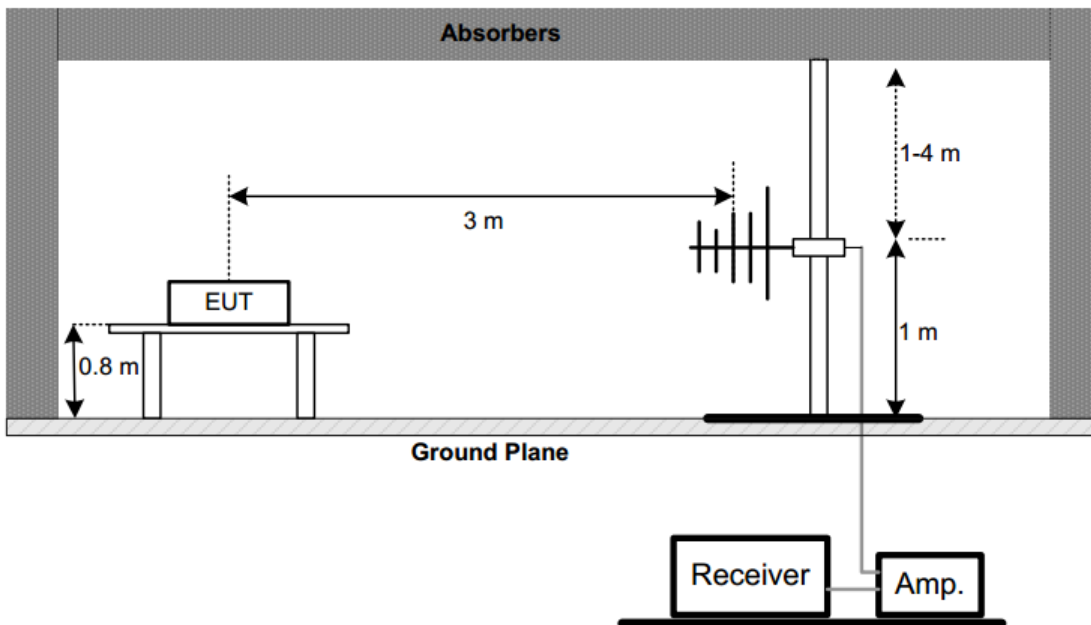 Absorbers
1-4 m
3 m
EUT
0.8 m
1 m
Ground Plane
Receiver
Amp.